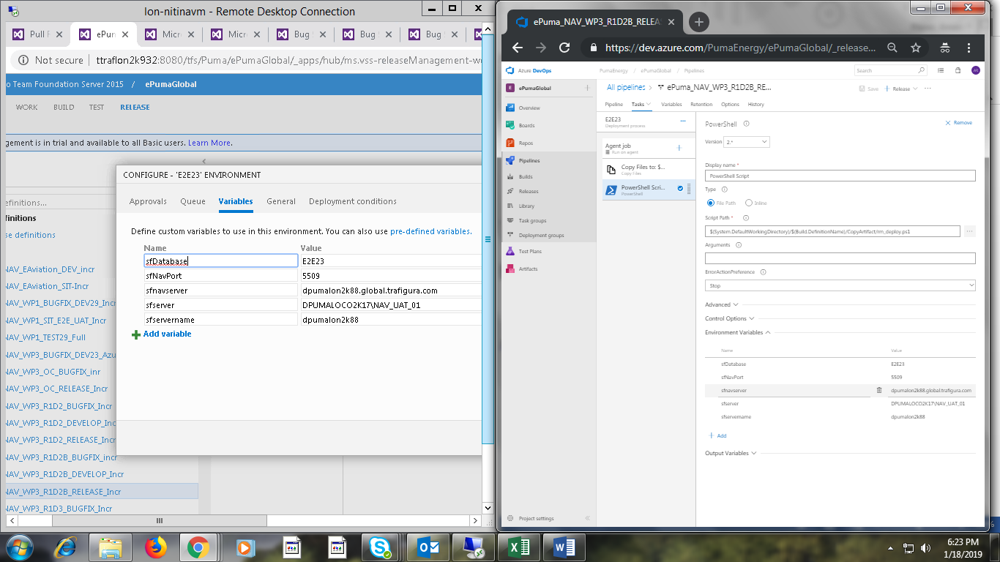 lon-nitinavm - Remote Desktop Connection
Pull F
ePur
Micr
Micr
Bug
Bug
Bug
Not secure
ttraflon2k932:8080/tfs/Puma/ePumaGlobal/_apps/hub/ms.vss-releaseManagement-w
o Team Foundation Server 2015 / ePumaGlobal
WORK BUILD TEST RELEASE
gement is in trial and available to all Basic users. Learn More.
efinitions...
finitions
se definitions
NAV_EAviation_DEV_incr
NAV_EAviation_SIT-Incr
NAV_WP1_BUGFIX_DEV29_Incr
NAV_WP1_SIT_E2E_UAT_Incr
NAV_WP1_TEST29_Full
NAV_WP3_BUGFIX_DEV23_Azu
NAV_WP3_OC_BUGFIX_inr
NAV_WP3_OC_RELEASE_Incr
NAV_WP3_R1D2_BUGFIX_Incr
NAV_WP3_R1D2_DEVELOP_Incr
NAV_WP3_R1D2_RELEASE_Incr
NAV_WP3_R1D2B_BUGFIX_incr
NAV_WP3_R1D2B_DEVELOP_Incr
NAV_WP3_R1D2B_RELEASE_Incr
NAV_WP3_R1D3_BUGFIX_Incr
CONFIGURE - 'E2E23' ENVIRONMENT
Approvals Queue Variables General Deployment conditions
Define custom variables to use in this environment. You can also use pre-defined variables.
Name Value
sfDatabase E2E23
sfNavPort 5509
sfnavserver dpumalon2k88.global.trafigura.com
sfserver DPUMALOCO2K17\NAV_UAT_01
sfservername dpumalon2k88
Add variable
ePuma_NAV_WP3_R1D2B_RELEA
https://dev.azure.com/PumaEnergy/ePumaGlobal/_release...
Azure DevOps
PumaEnergy / ePumaGlobal / Pipelines
Search
AR
E ePumaGlobal
Overview
Boards
Repos
Pipelines
Builds
Releases
Library
Task groups
Deployment groups
Test Plans
Artifacts
Project settings
All pipelines > ePuma_NAV_WP3_R1D2B_RE...
Save
Release
Pipeline Tasks Variables Retention Options History
E2E23
Deployment process
Agent job
Run on agent
Copy Files to: $...
Copy Files
PowerShell Scri...
PowerShell
PowerShell
Remove
Version 2.*
Display name *
PowerShell Script
Type
File Path Inline
Script Path *
$(System.DefaultWorkingDirectory)/$(Build.DefinitionName)/CopyArtifact/rm_deploy.ps1
Arguments
ErrorActionPreference
Stop
Advanced
Control Options
Environment Variables
Name Value
sfDatabase E2E23
sfNavPort 5509
sfnavserver dpumalon2k88.global.trafigura.com
sfserver DPUMALOCO2K17\NAV_UAT_01
sfservername dpumalon2k88
Add
Output Variables
6:23 PM
1/18/2019